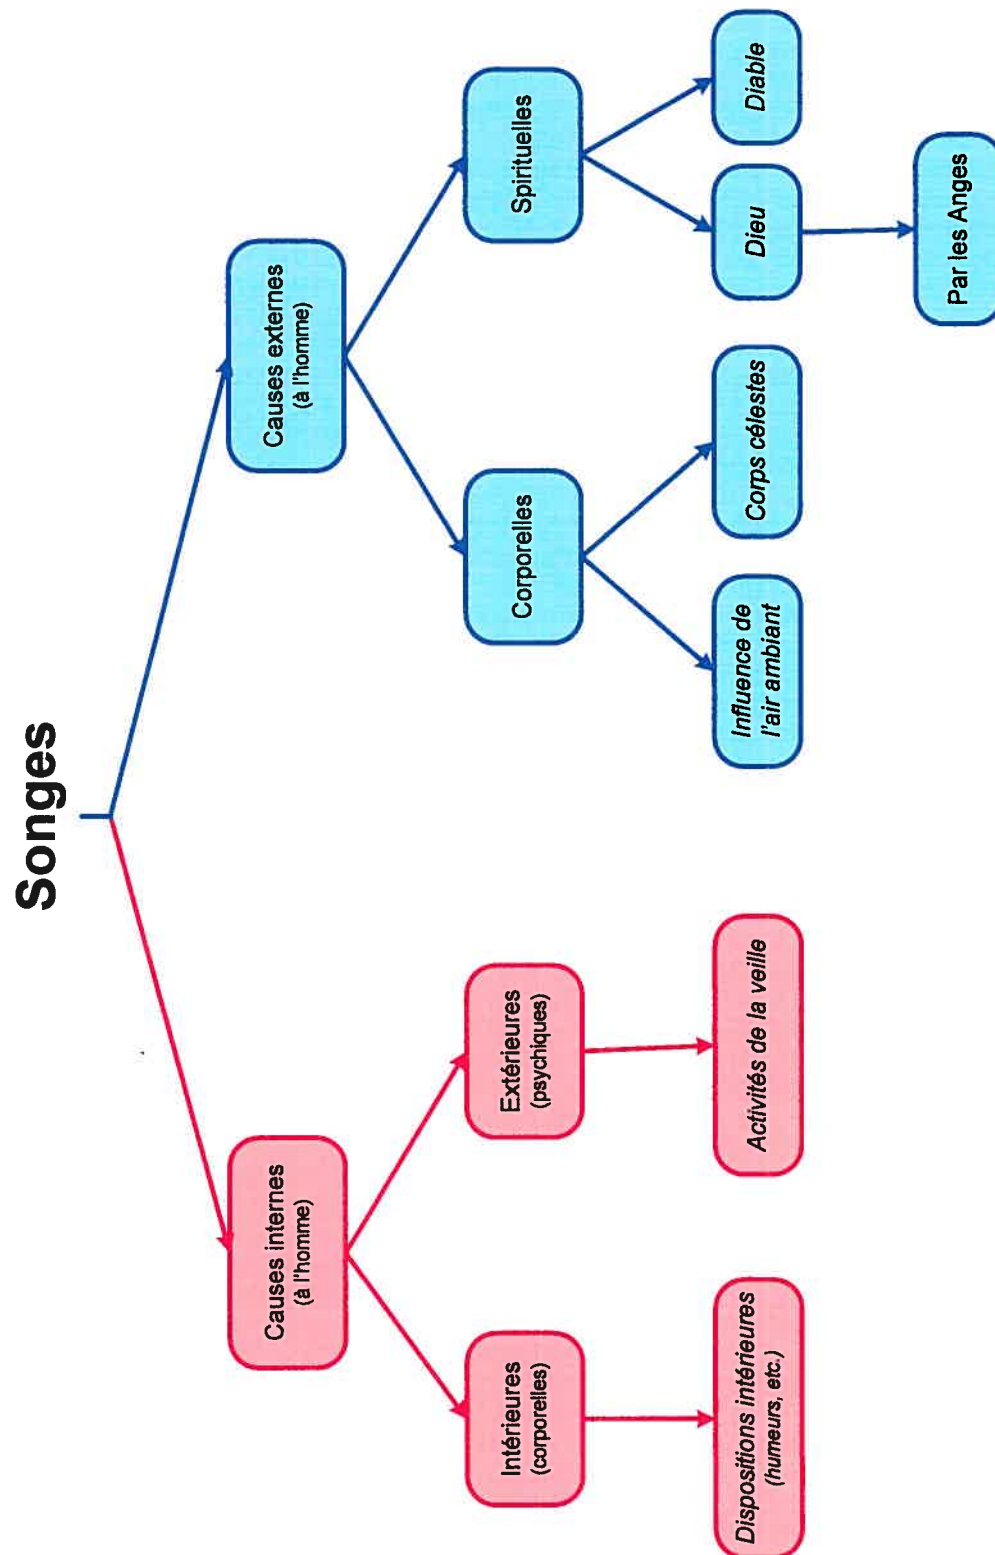 Songes
Causes internes
(à l'homme)
Causes externes
(à l'homme)
Intérieures
(corporelles)
Extérieures
(psychiques)
Corporelles
Spirituelles
Dispositions intérieures
(humeurs, etc.)
Activités de la veille
Influence de
l'air ambiant
Corps célestes
Dieu
Diable
Par les Anges